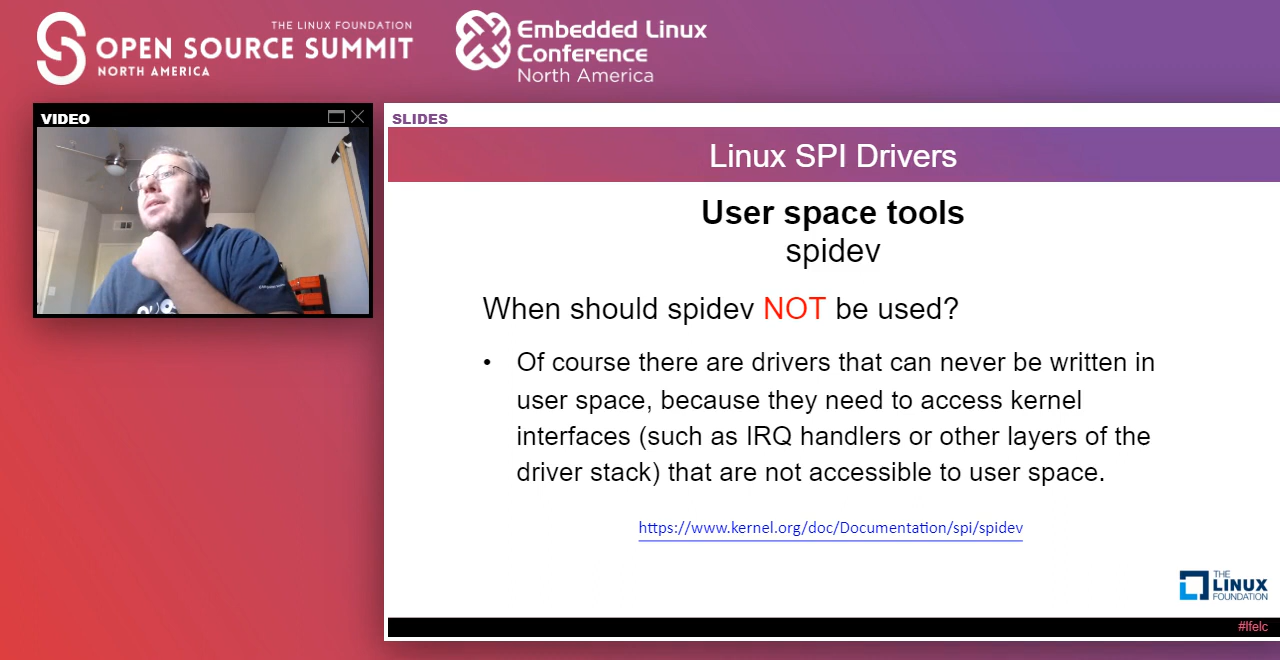 THE LINUX FOUNDATION
OPEN SOURCE SUMMIT
NORTH AMERICA
Embedded Linux
Conference
North America
VIDEO
SLIDES
Linux SPI Drivers
User space tools
spidev
When should spidev NOT be used?
• Of course there are drivers that can never be written in
user space, because they need to access kernel
interfaces (such as IRQ handlers or other layers of the
driver stack) that are not accessible to user space.
https://www.kernel.org/doc/Documentation/spi/spidev
THE
LINUX
FOUNDATION
#lfelc